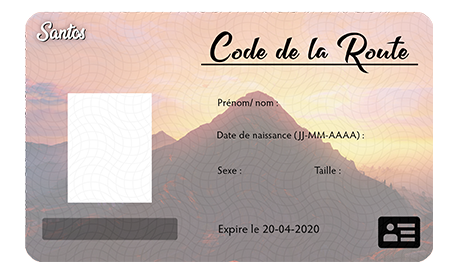 Santos
Code de la Route
Prénom/ nom :
Date de naissance (JJ-MM-AAAA) :
Sexe : Taille :
Expire le 20-04-2020